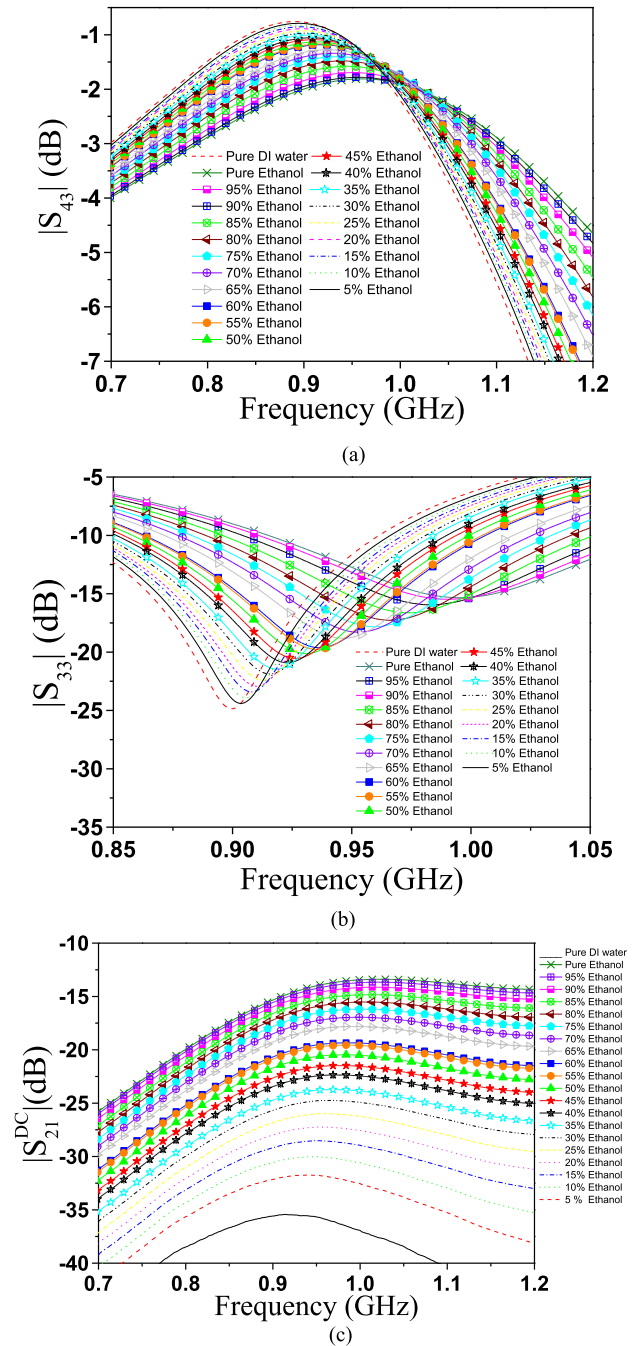 |S43| (dB)
-1
-2
-3
-4
-5
-6
-7
Pure DI water
Pure Ethanol
95% Ethanol
90% Ethanol
85% Ethanol
80% Ethanol
75% Ethanol
70% Ethanol
65% Ethanol
60% Ethanol
55% Ethanol
50% Ethanol
45% Ethanol
40% Ethanol
35% Ethanol
30% Ethanol
25% Ethanol
20% Ethanol
15% Ethanol
10% Ethanol
5% Ethanol
0.7 0.8 0.9 1.0 1.1 1.2
Frequency (GHz)
(a)
|S33| (dB)
-5
-10
-15
-20
-25
-30
-35
Pure DI water
Pure Ethanol
95% Ethanol
90% Ethanol
85% Ethanol
80% Ethanol
75% Ethanol
70% Ethanol
65% Ethanol
60% Ethanol
55% Ethanol
50% Ethanol
45% Ethanol
40% Ethanol
35% Ethanol
30% Ethanol
25% Ethanol
20% Ethanol
15% Ethanol
10% Ethanol
5% Ethanol
0.85 0.90 0.95 1.00 1.05
Frequency (GHz)
(b)
|S21DC|(dB)
-10
-15
-20
-25
-30
-35
-40
Pure DI water
Pure Ethanol
95% Ethanol
90% Ethanol
85% Ethanol
80% Ethanol
75% Ethanol
70% Ethanol
65% Ethanol
60% Ethanol
55% Ethanol
50% Ethanol
45% Ethanol
40% Ethanol
35% Ethanol
30% Ethanol
25% Ethanol
20% Ethanol
15% Ethanol
10% Ethanol
5 % Ethanol
0.7 0.8 0.9 1.0 1.1 1.2
Frequency (GHz)
(c)